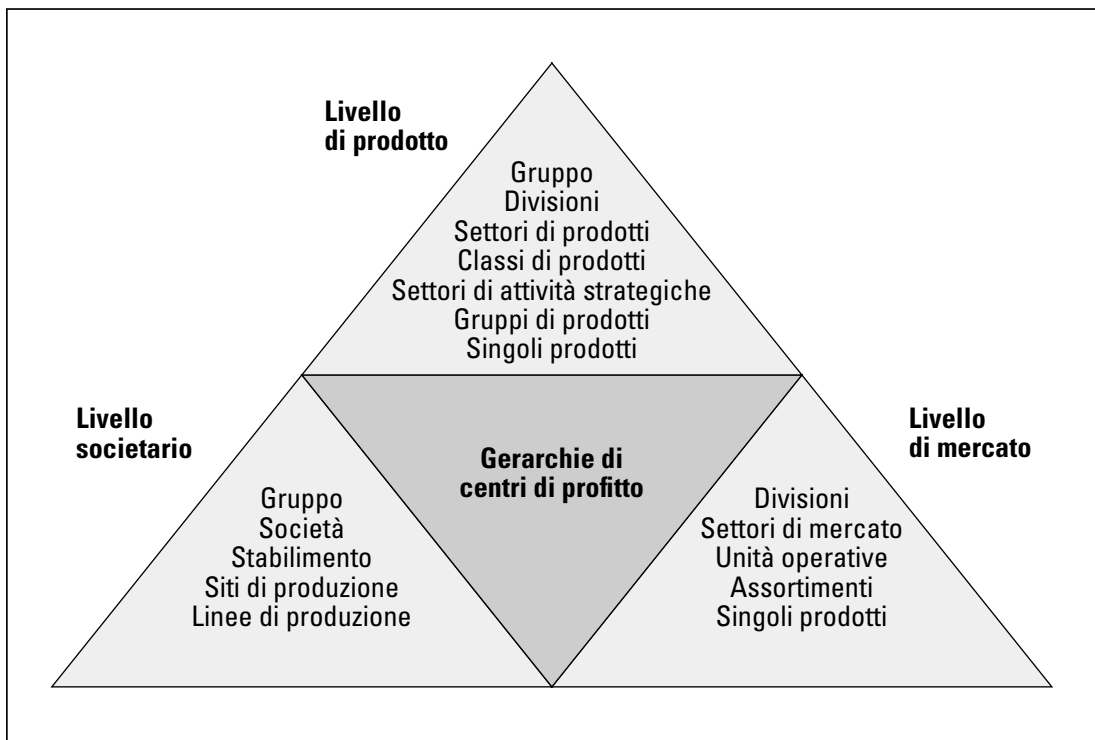 Livello
di prodotto
Gruppo
Divisioni
Settori di prodotti
Classi di prodotti
Settori di attività strategiche
Gruppi di prodotti
Singoli prodotti
Livello
societario
Livello
di mercato
Gerarchie di
centri di profitto
Gruppo
Società
Stabilimento
Siti di produzione
Linee di produzione
Divisioni
Settori di mercato
Unità operative
Assortimenti
Singoli prodotti